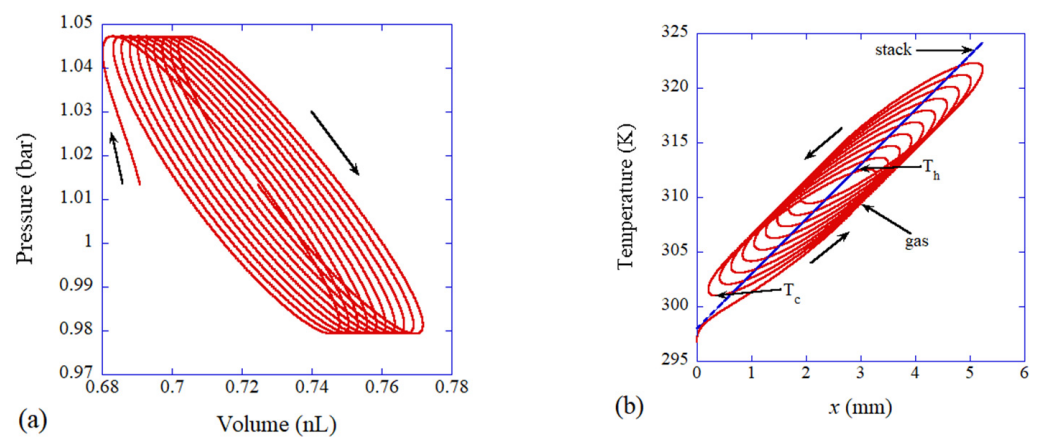 1.05
1.04
1.03
1.02
1.01
1
0.99
0.98
0.97
0.68 0.7 0.72 0.74 0.76 0.78
Pressure (bar)
Volume (nL)
(a)
325
320
315
310
305
300
295
0 1 2 3 4 5 6
Temperature (K)
x (mm)
stack
Th
gas
Tc
(b)